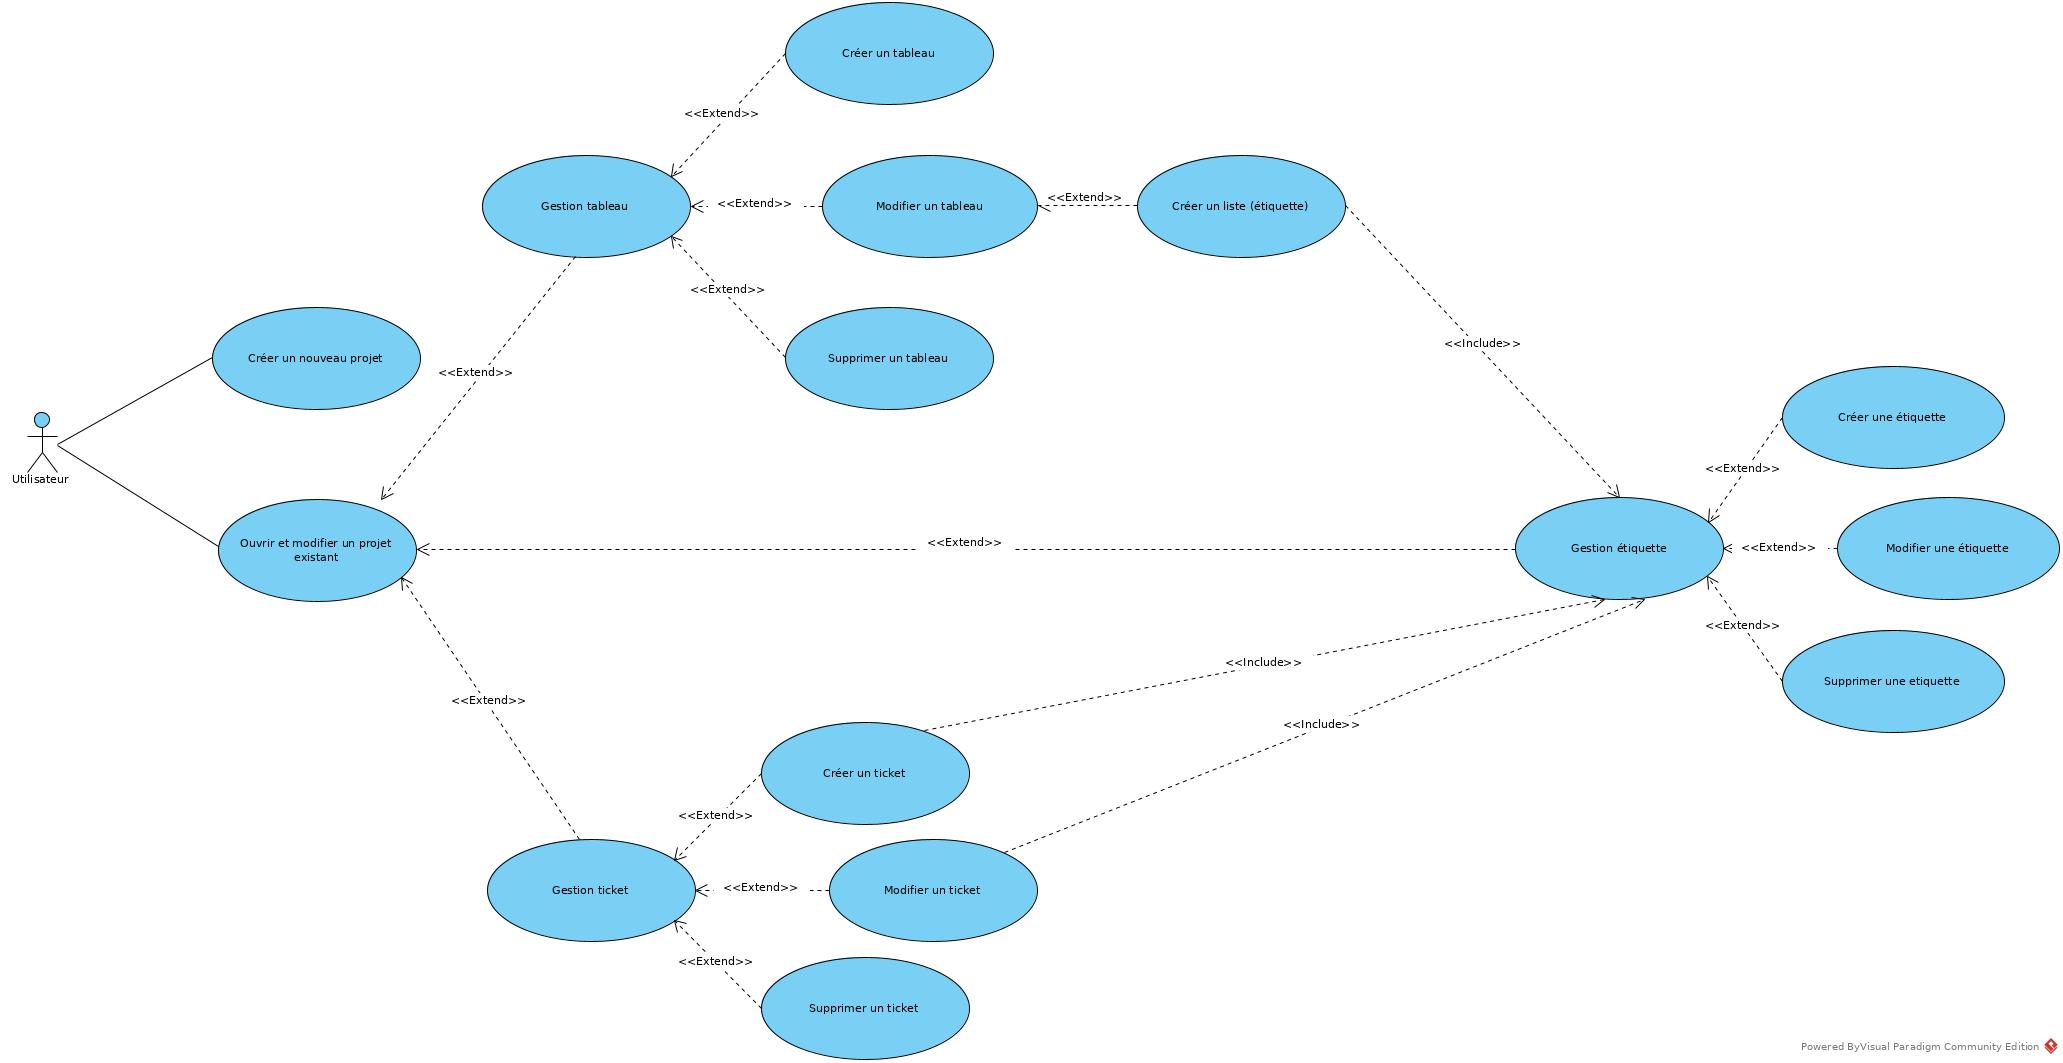 Créer un tableau
<<Extend>>
Gestion tableau
<<Extend>>
Modifier un tableau
<<Extend>>
Créer un liste (étiquette)
<<Extend>>
Supprimer un tableau
<<Include>>
Créer un nouveau projet
<<Extend>>
Utilisateur
Créer une étiquette
<<Extend>>
Ouvrir et modifier un projet
existant
<<Extend>>
Gestion étiquette
<<Extend>>
Modifier une étiquette
<<Extend>>
Supprimer une etiquette
<<Include>>
<<Extend>>
<<Include>>
Créer un ticket
<<Extend>>
Gestion ticket
<<Extend>>
Modifier un ticket
<<Extend>>
Supprimer un ticket
Powered ByVisual Paradigm Community Edition